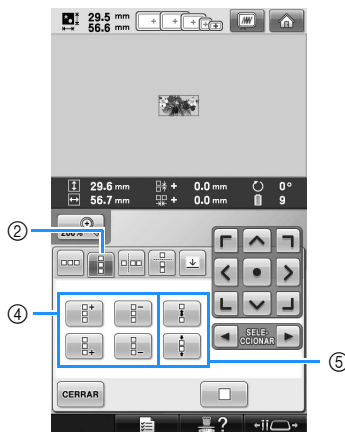 29.5 mm
56.6 mm
29.6 mm + 0.0 mm 0°
56.7 mm + 0.0 mm 9
②
200%
④
SELE-
CCIONAR
⑤
CERRAR
?